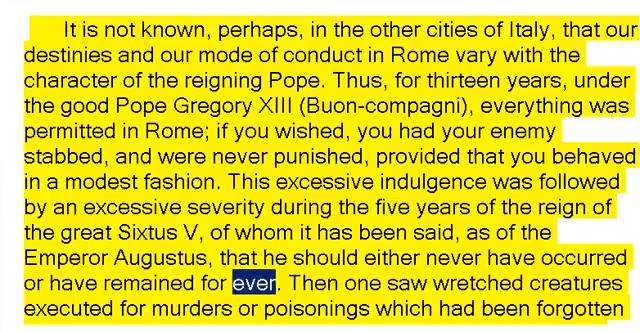 It is not known, perhaps, in the other cities of Italy, that our
destinies and our mode of conduct in Rome vary with the
character of the reigning Pope. Thus, for thirteen years, under
the good Pope Gregory XIII (Buon-compagni), everything was
permitted in Rome; if you wished, you had your enemy
stabbed, and were never punished, provided that you behaved
in a modest fashion. This excessive indulgence was followed
by an excessive severity during the five years of the reign of
the great Sixtus V, of whom it has been said, as of the
Emperor Augustus, that he should either never have occurred
or have remained for ever. Then one saw wretched creatures
executed for murders or poisonings which had been forgotten